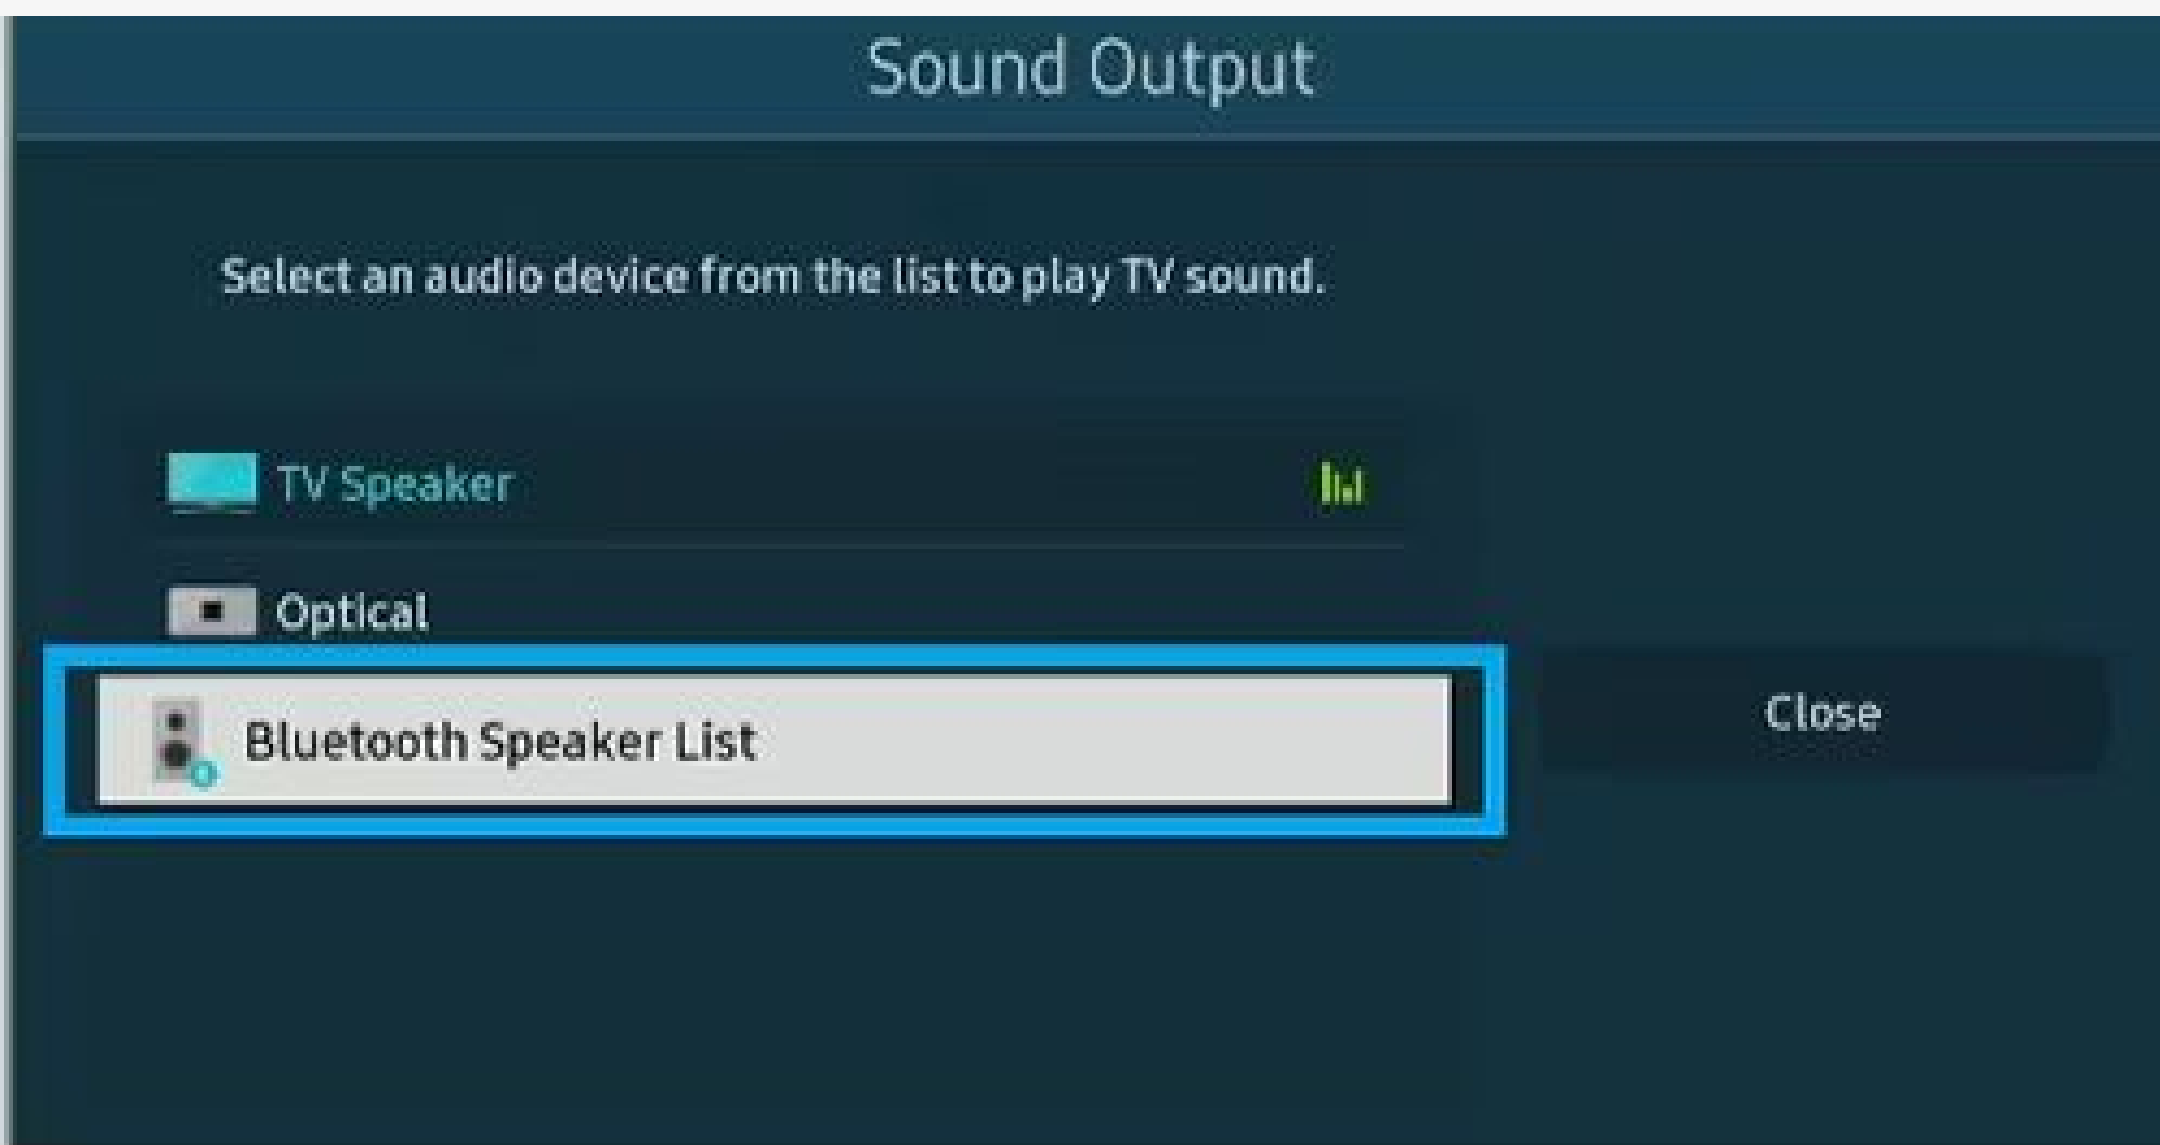 Sound Output
Select an audio device from the list to play TV sound.
TV Speaker
Optical
Bluetooth Speaker List
Close